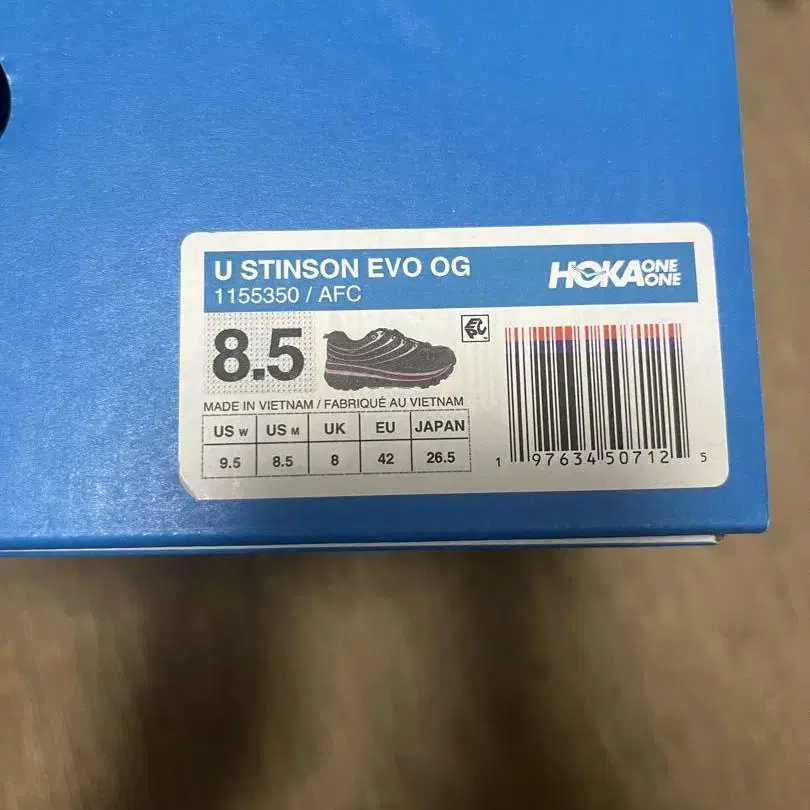 U STINSON EVO OG
1155350 / AFC
HOKA ONE ONE
8.5
MADE IN VIETNAM / FABRIQUÉ AU VIETNAM
US W US M UK EU JAPAN
9.5 8.5 8 42 26.5
1 97634 50712 5